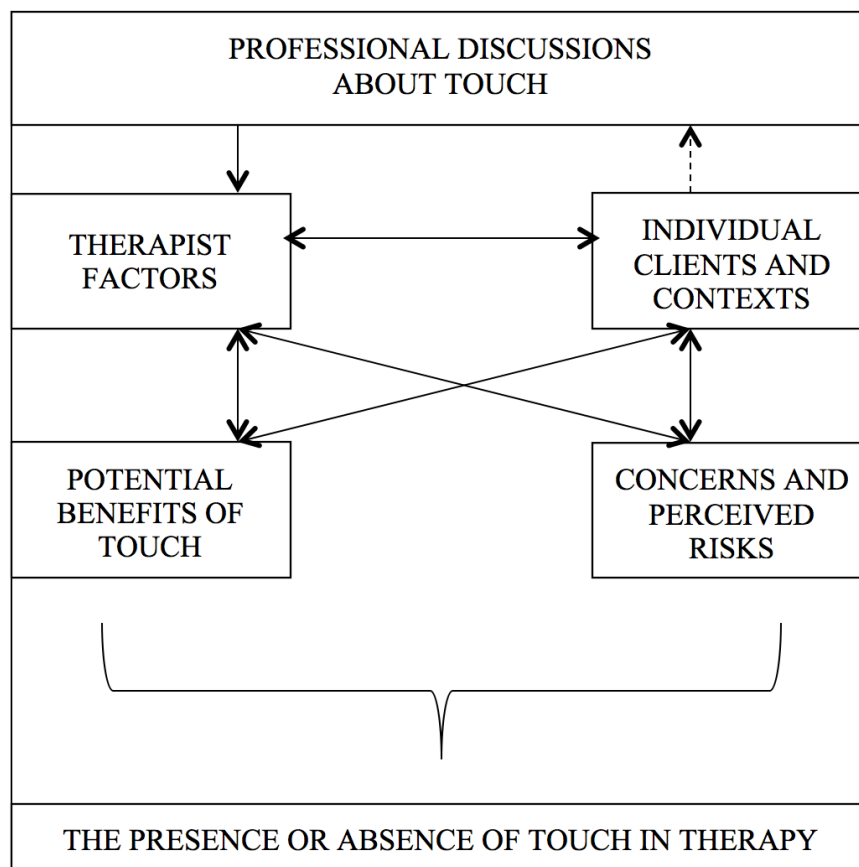 PROFESSIONAL DISCUSSIONS
ABOUT TOUCH
THERAPIST
FACTORS
INDIVIDUAL
CLIENTS AND
CONTEXTS
POTENTIAL
BENEFITS OF
TOUCH
CONCERNS AND
PERCEIVED
RISKS
THE PRESENCE OR ABSENCE OF TOUCH IN THERAPY